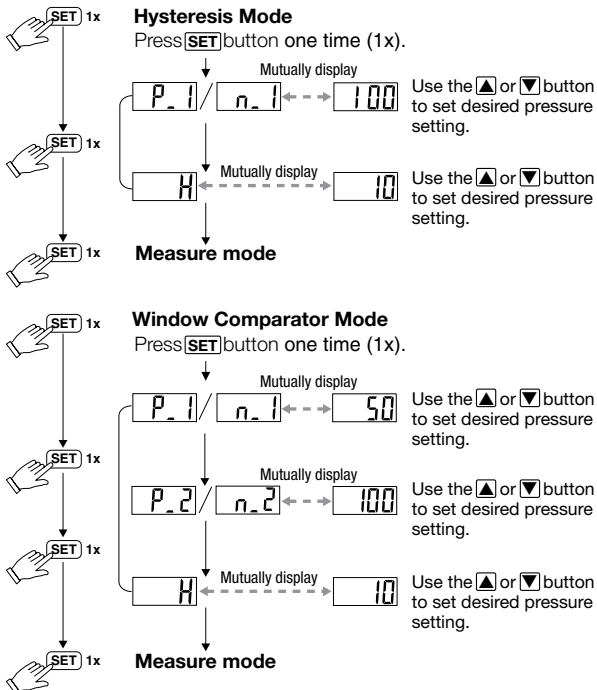 SET 1x Hysteresis Mode
Press SET button one time (1x).
Mutually display
P_1 / n_1 100 Use the ▲ or ▼ button
to set desired pressure
setting.
SET 1x
Mutually display
H 10 Use the ▲ or ▼ button
to set desired pressure
setting.
SET 1x Measure mode
SET 1x Window Comparator Mode
Press SET button one time (1x).
Mutually display
P_1 / n_1 50 Use the ▲ or ▼ button
to set desired pressure
setting.
SET 1x
Mutually display
P_2 / n_2 100 Use the ▲ or ▼ button
to set desired pressure
setting.
SET 1x
Mutually display
H 10 Use the ▲ or ▼ button
to set desired pressure
setting.
SET 1x Measure mode